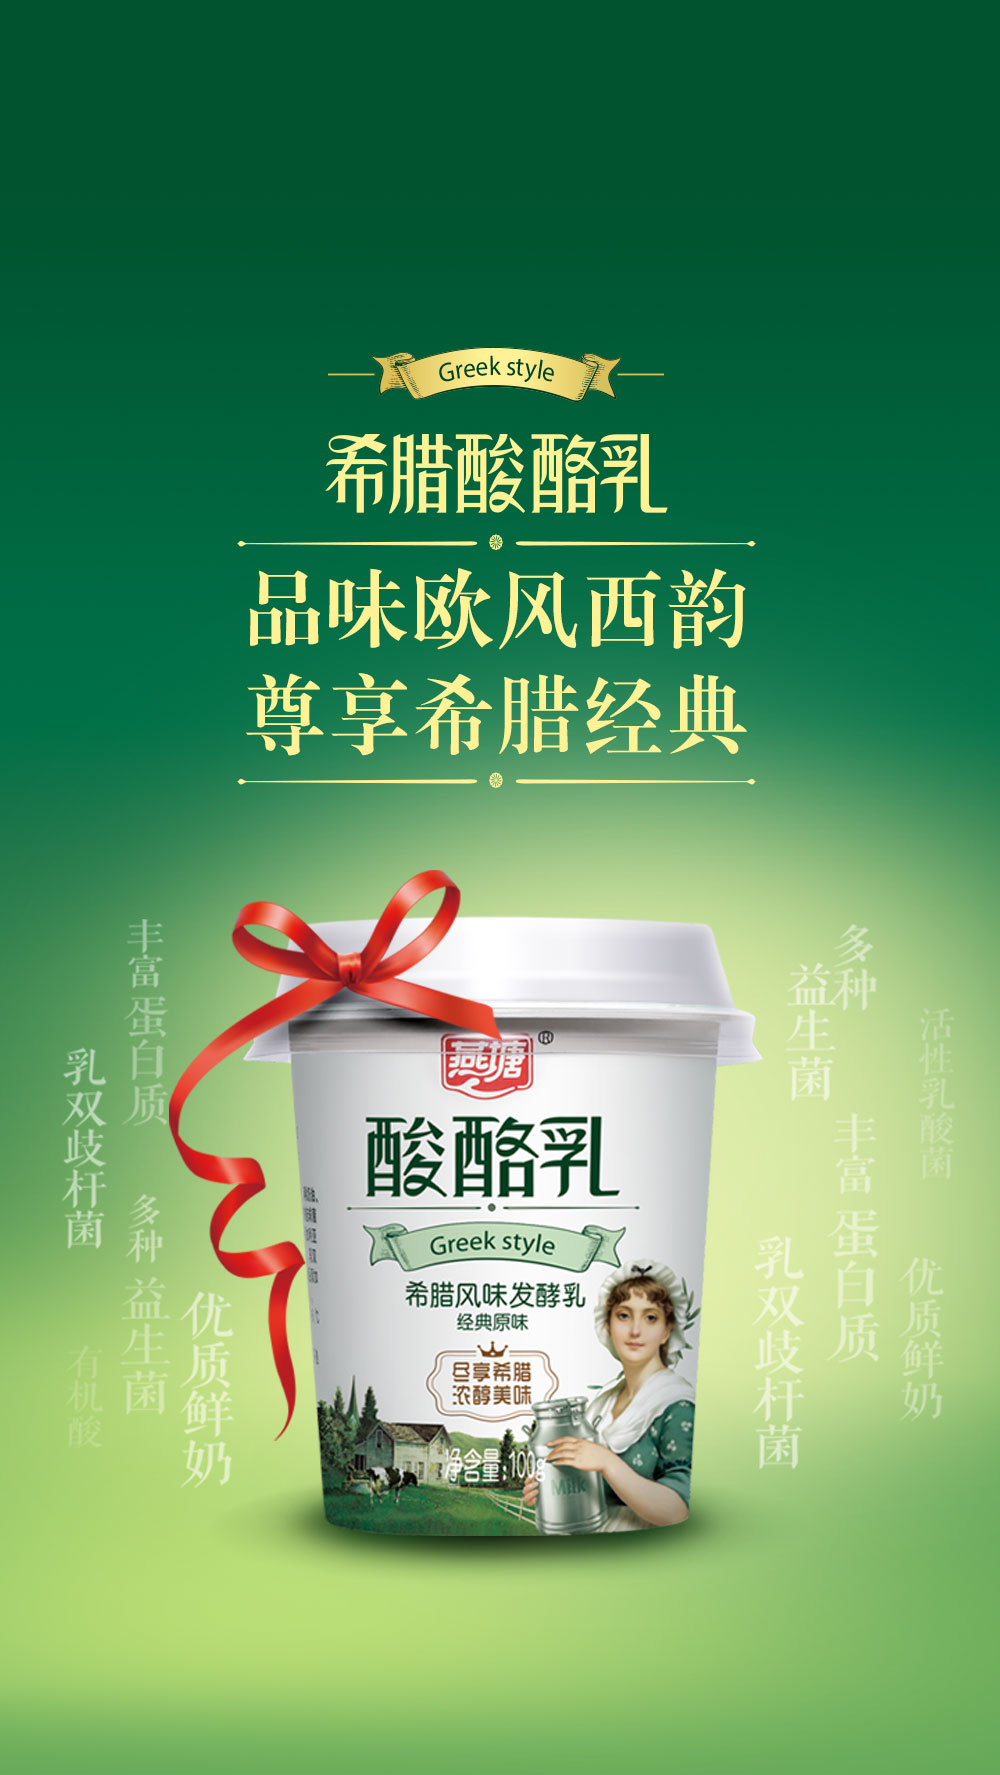 Greek style
希腊酸酪乳
品味欧风西韵
尊享希腊经典
丰富蛋白质
乳双歧杆菌
多种益生菌
有机酸
优质鲜奶
燕塘®
酸酪乳
Greek style
希腊风味发酵乳
经典原味
尽享希腊
浓醇美味
净含量:100g
Milk
多种
益生菌
活性乳酸菌
丰富蛋白质
乳双歧杆菌
优质鲜奶